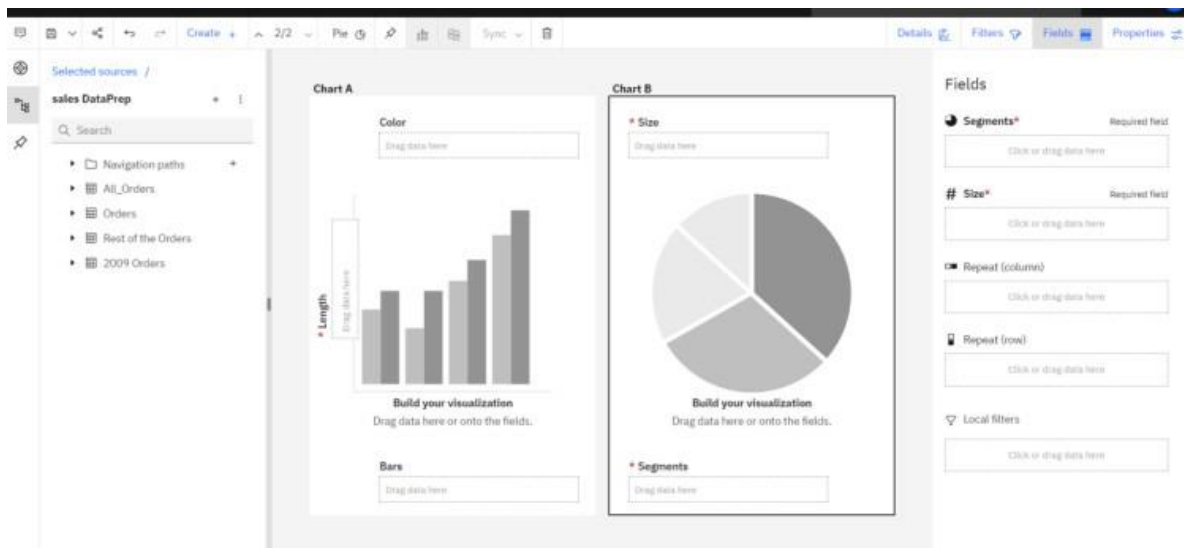 Create
2/2
Pie
Sync
Details
Filters
Fields
Properties
Selected sources /
sales DataPrep
Search
Navigation paths
All_Orders
Orders
Rest of the Orders
2009 Orders
Chart A
Color
Drag data here
* Length
Drag data here
Build your visualization
Drag data here or onto the fields.
Bars
Drag data here
Chart B
* Size
Drag data here
Build your visualization
Drag data here or onto the fields.
* Segments
Drag data here
Fields
Segments* Required field
Click or drag data here
# Size* Required field
Click or drag data here
Repeat (column)
Click or drag data here
Repeat (row)
Click or drag data here
Local filters
Click or drag data here